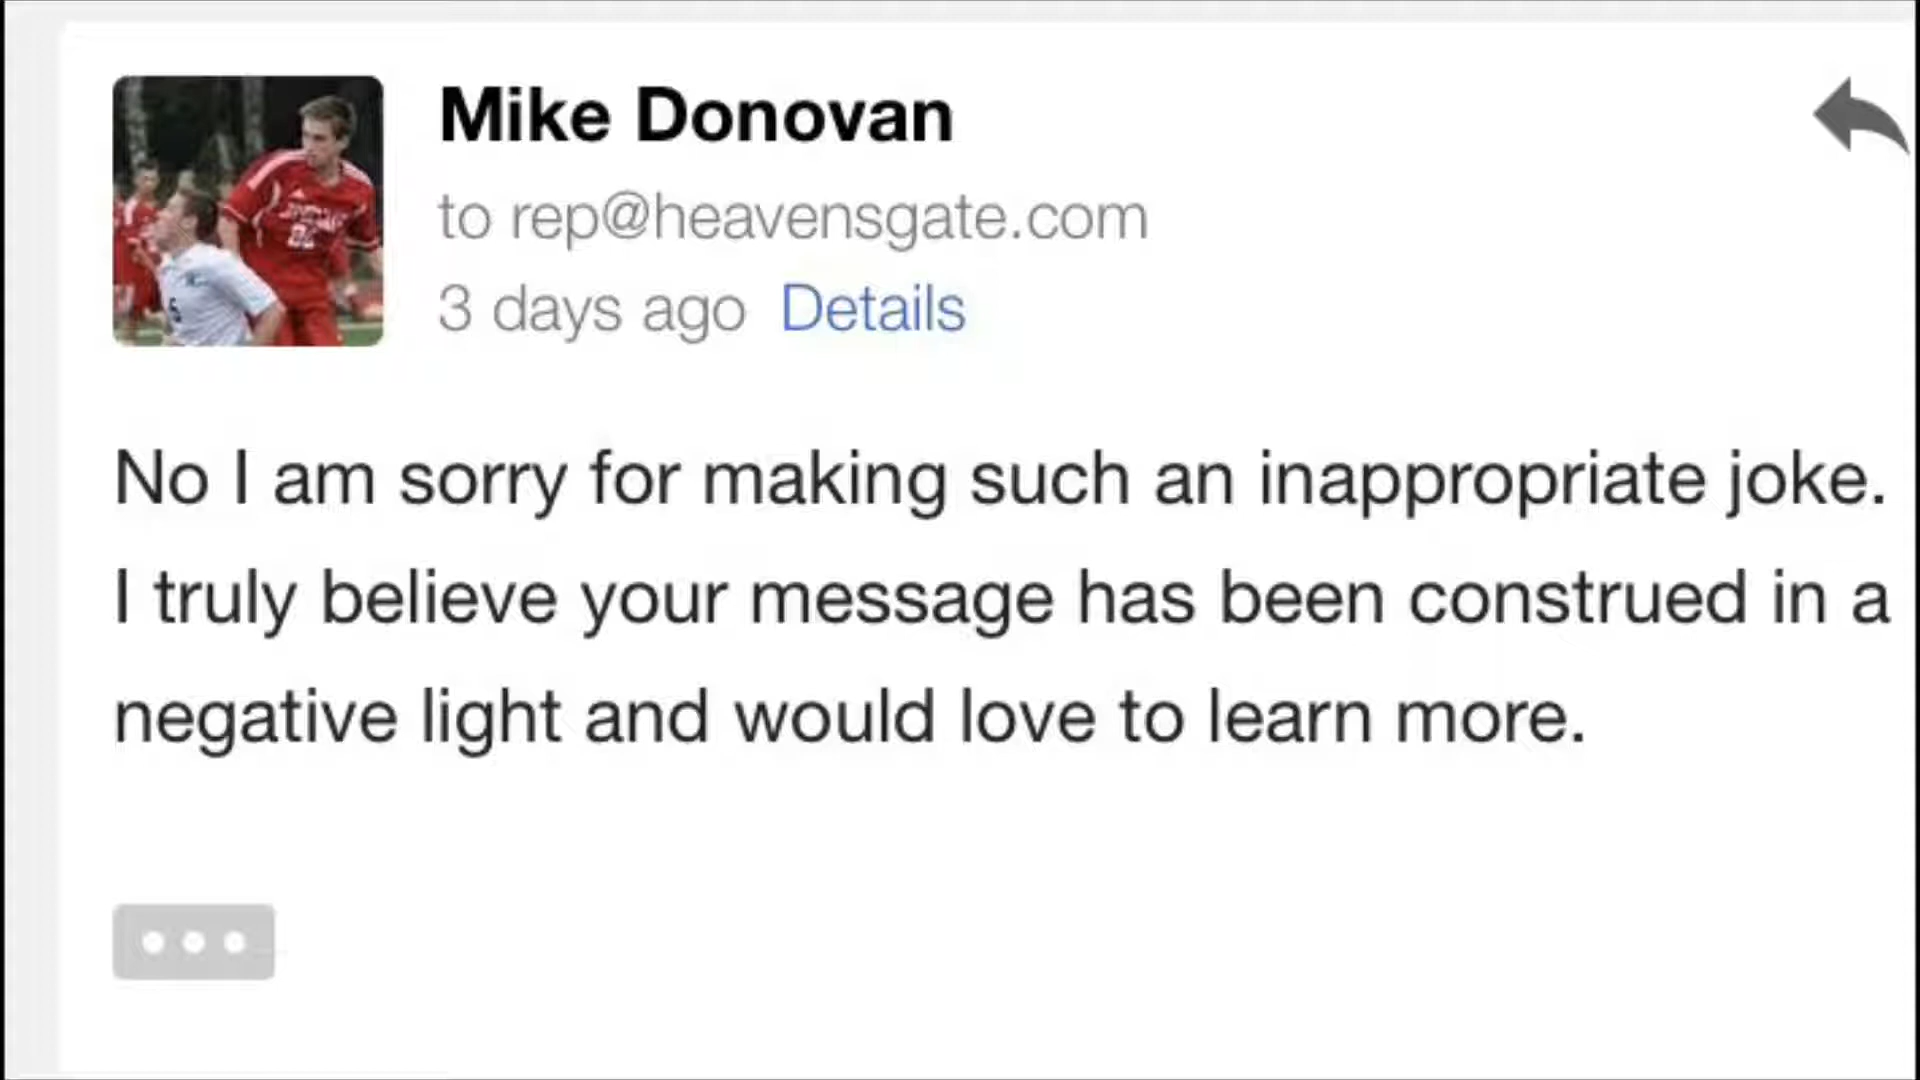 Mike Donovan
to rep@heavensgate.com
3 days ago Details
No I am sorry for making such an inappropriate joke.
I truly believe your message has been construed in a
negative light and would love to learn more.